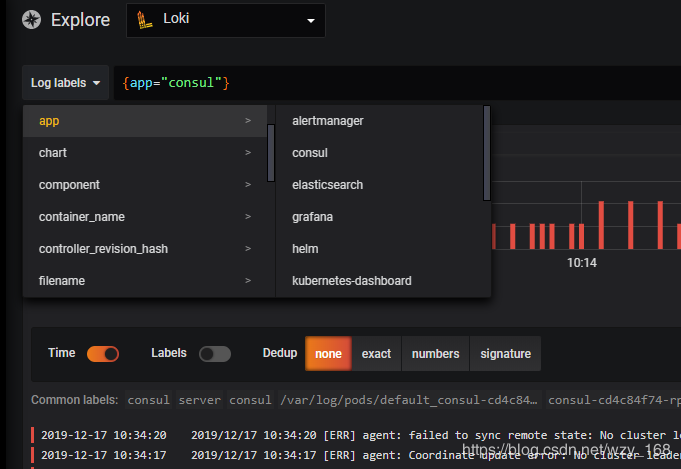 Explore
Loki
Log labels
{app="consul"}
app >
chart >
component >
container_name >
controller_revision_hash >
filename >
alertmanager
consul
elasticsearch
grafana
helm
kubernetes-dashboard
10:14
Time Labels Dedup none exact numbers signature
Common labels: consul server consul /var/log/pods/default_consul-cd4c84… consul-cd4c84f74-rp
2019-12-17 10:34:20 2019/12/17 10:34:20 [ERR] agent: failed to sync remote state: No cluster l
2019-12-17 10:34:17 2019/12/17 10:34:17 [ERR] agent: Coordinate update error: No cluster leade
https://blog.csdn.net/wzy_168